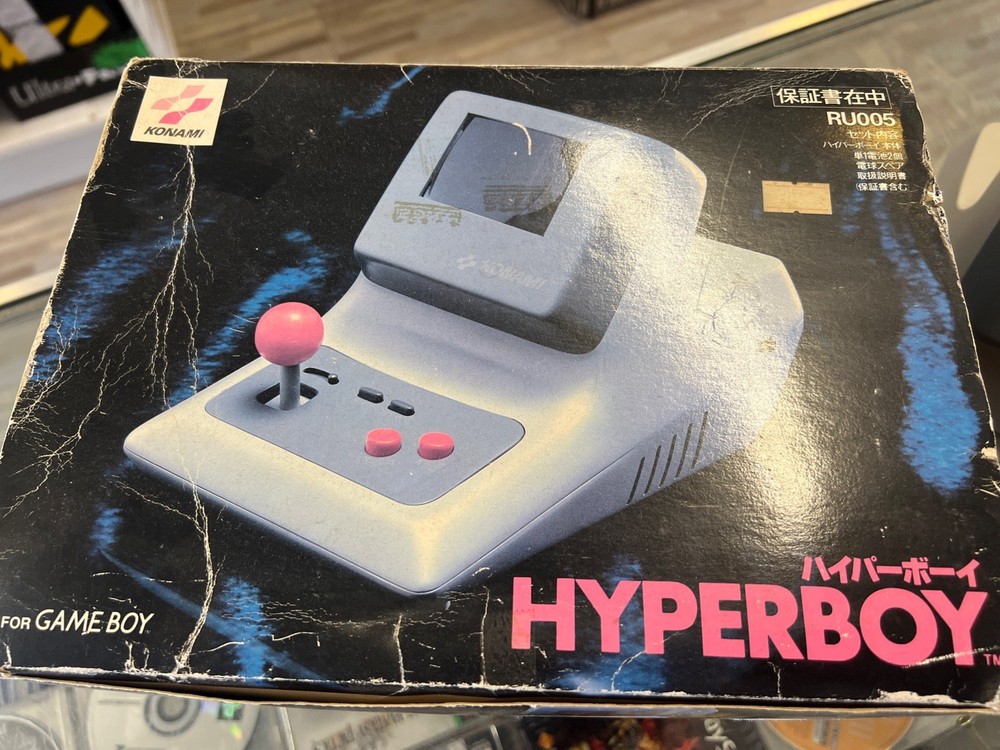 Ultra
KONAMI
保証書在中
RU005
セット内容
ハイパーボーイ本体
単1電池2個
電球スペア
取扱説明書
(保証書含む
KONAMI
FOR GAME BOY
ハイパーボーイ
HYPERBOY
TM